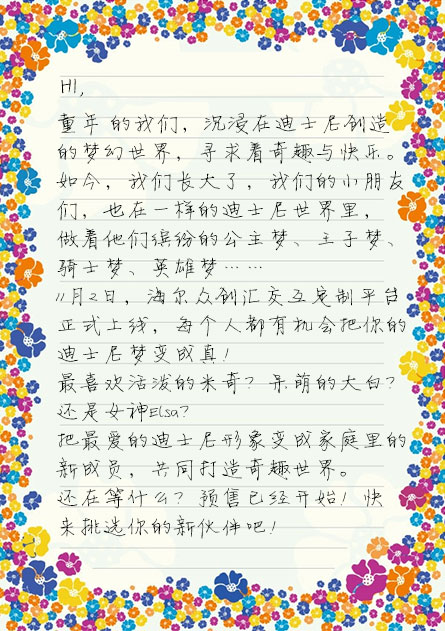 HI,
童年的我们，沉浸在迪士尼创造
的梦幻世界，寻求着奇趣与快乐。
如今，我们长大了，我们的小朋友
们，也在一样的迪士尼世界里，
做着他们缤纷的公主梦、王子梦、
骑士梦、英雄梦……
11月2日，海尔众创汇交互定制平台
正式上线，每个人都有机会把你的
迪士尼梦变成真！
最喜欢活泼的米奇？呆萌的大白？
还是女神Elsa？
把最爱的迪士尼形象变成家庭里的
新成员，共同打造奇趣世界。
还在等什么？预售已经开始！快
来挑选你的新伙伴吧！